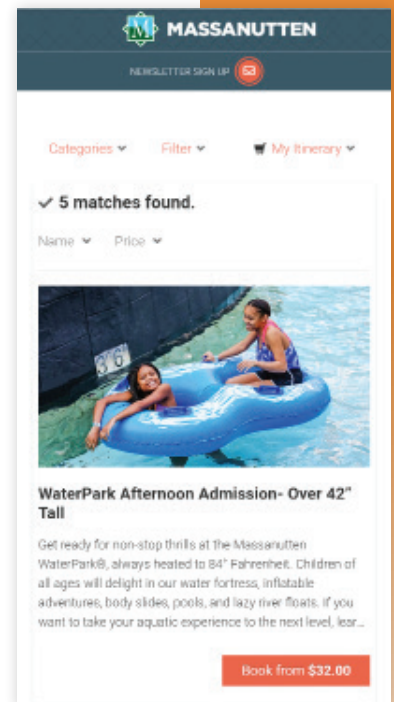 MASSANUTTEN
NEWSLETTER SIGN UP
Categories Filter My Itinerary
5 matches found.
Name Price
3'6"
WaterPark Afternoon Admission- Over 42"
Tall
Get ready for non-stop thrills at the Massanutten
WaterPark®, always heated to 84° Fahrenheit. Children of
all ages will delight in our water fortress, inflatable
adventures, body slides, pools, and lazy river floats. If you
want to take your aquatic experience to the next level, lear...
Book from $32.00